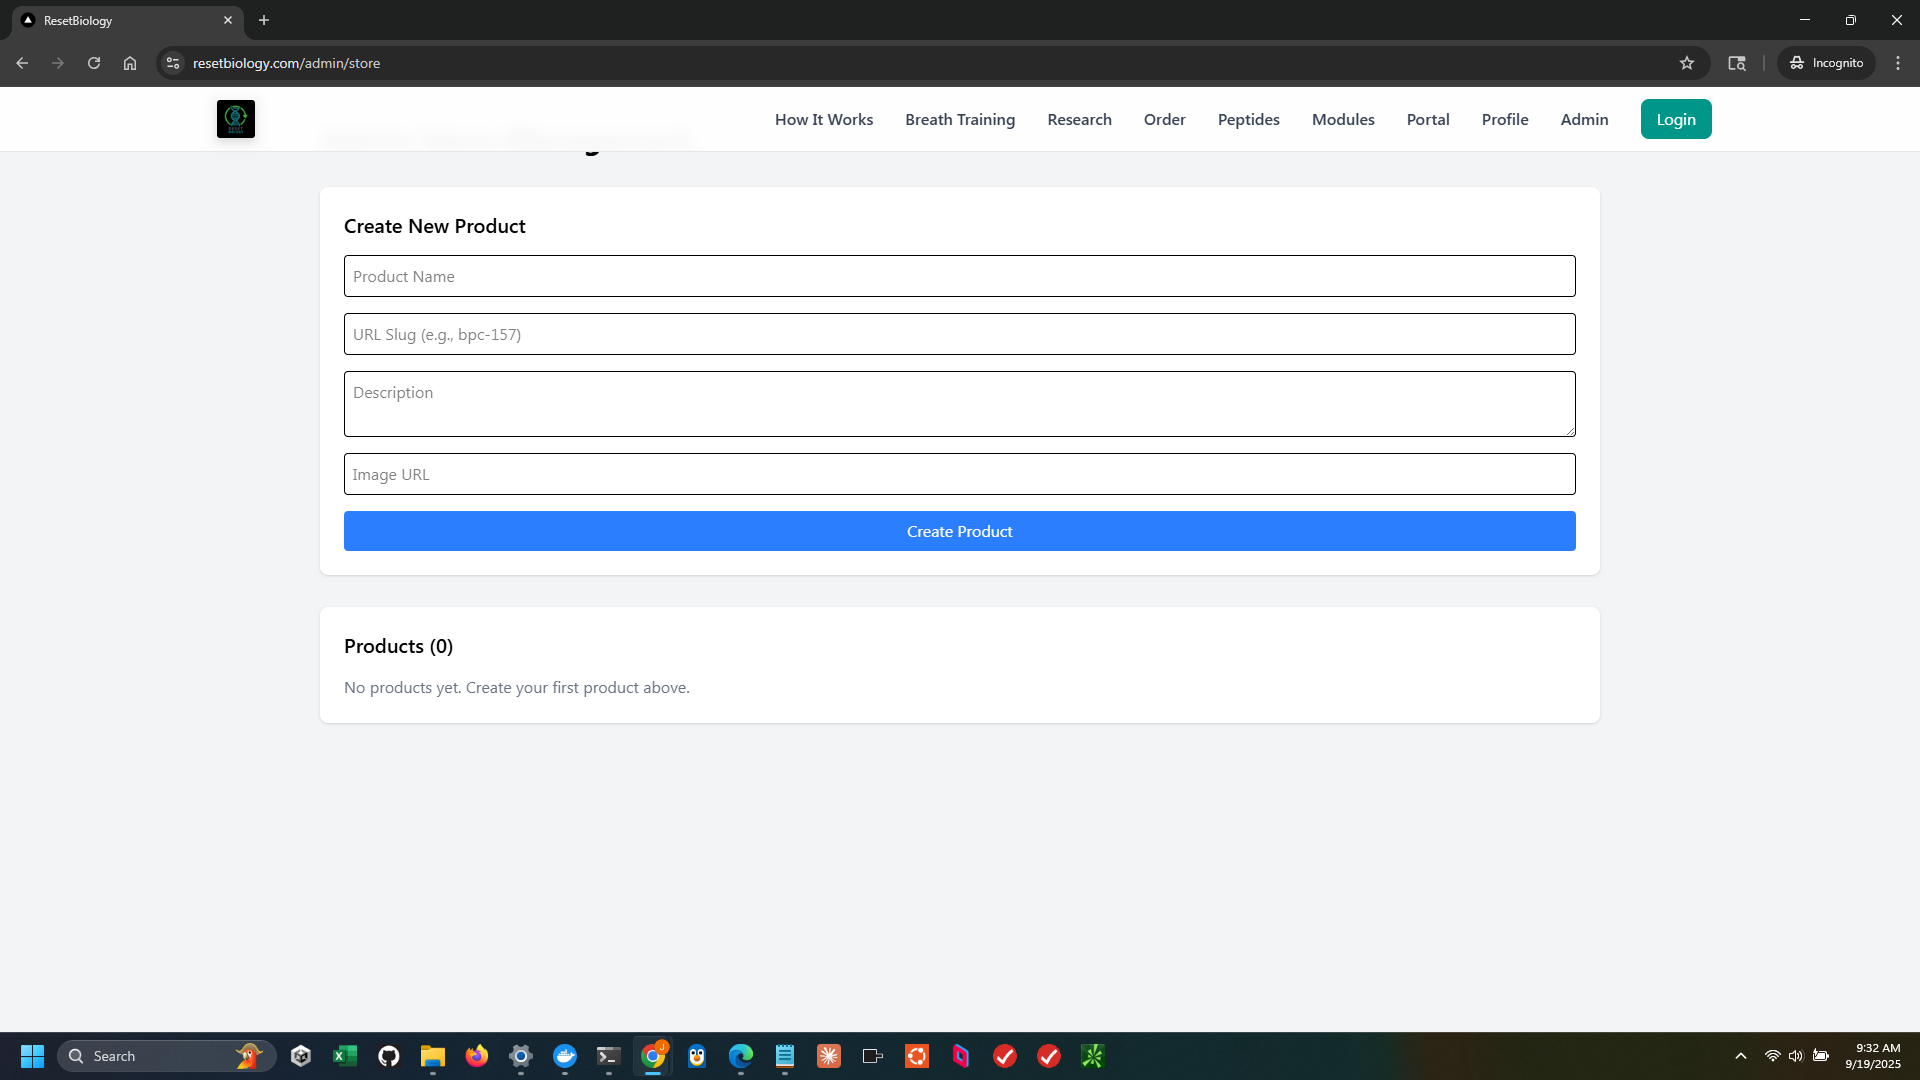 ResetBiology
resetbiology.com/admin/store
Incognito
How It Works
Breath Training
Research
Order
Peptides
Modules
Portal
Profile
Admin
Login
Create New Product
Product Name
URL Slug (e.g., bpc-157)
Description
Image URL
Create Product
Products (0)
No products yet. Create your first product above.
Search
9:32 AM
9/19/2025